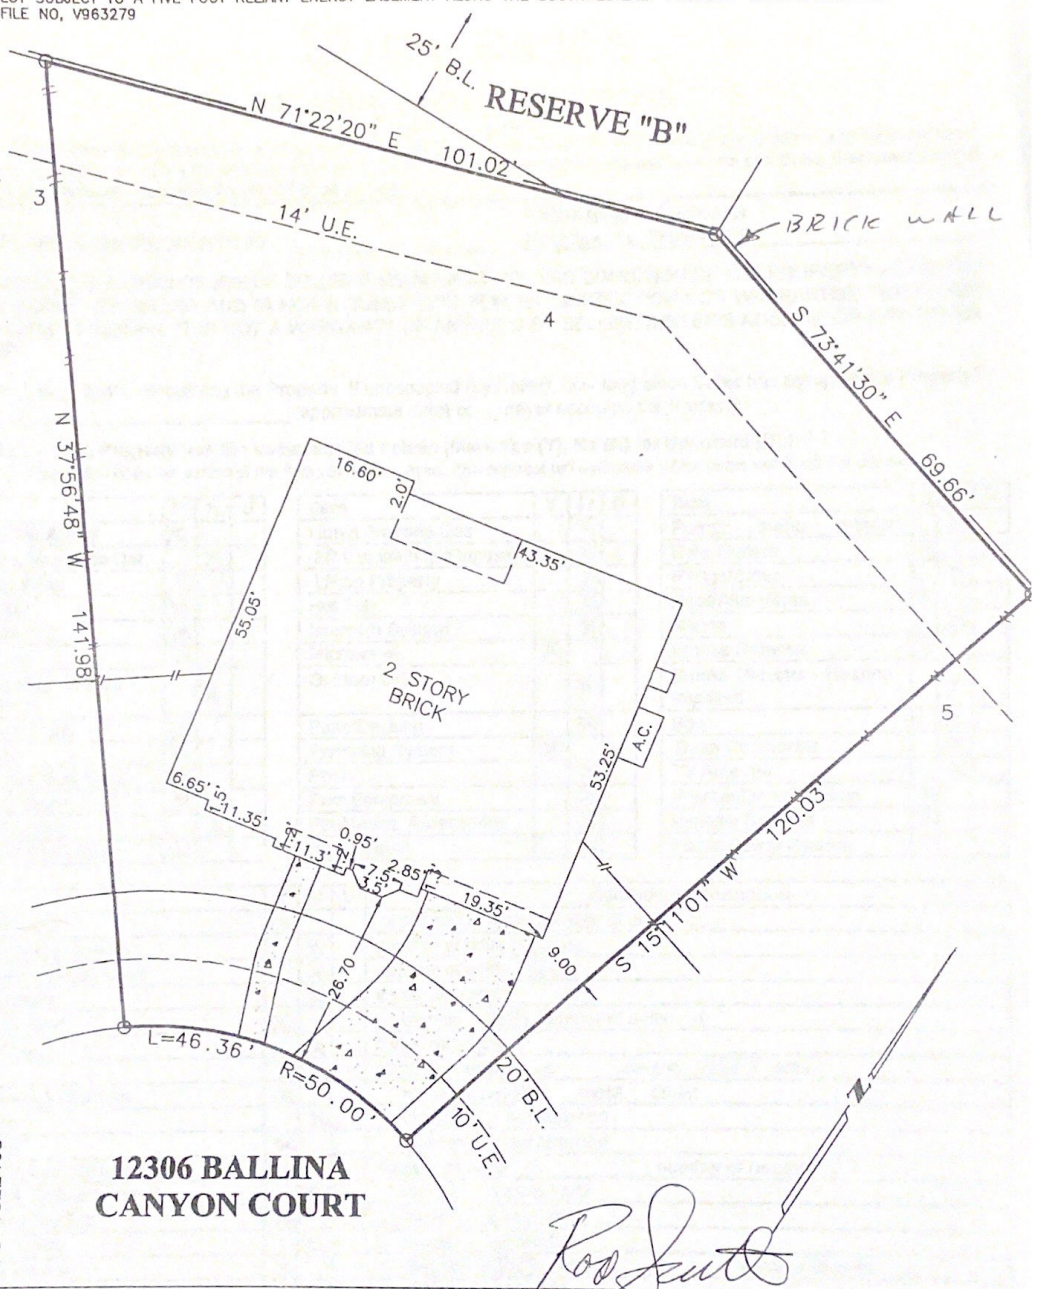 FILE NO, V963279
25' B.L.
RESERVE "B"
N 71°22'20" E
101.02'
BRICK WALL
3
14' U.E.
4
S 73°41'30" E
69.66'
N 37°56'48" W
141.98'
16.60'
2.0'
43.35'
55.05'
2 STORY
BRICK
A.C.
53.25'
5
S 15°11'01" W
120.03'
6.65'
11.35'
11.3'
0.95'
7.5'
3.5'
2.85'
19.35'
9.00
26.70
L=46.36'
R=50.00'
20' B.L.
10' U.E.
12306 BALLINA
CANYON COURT
N